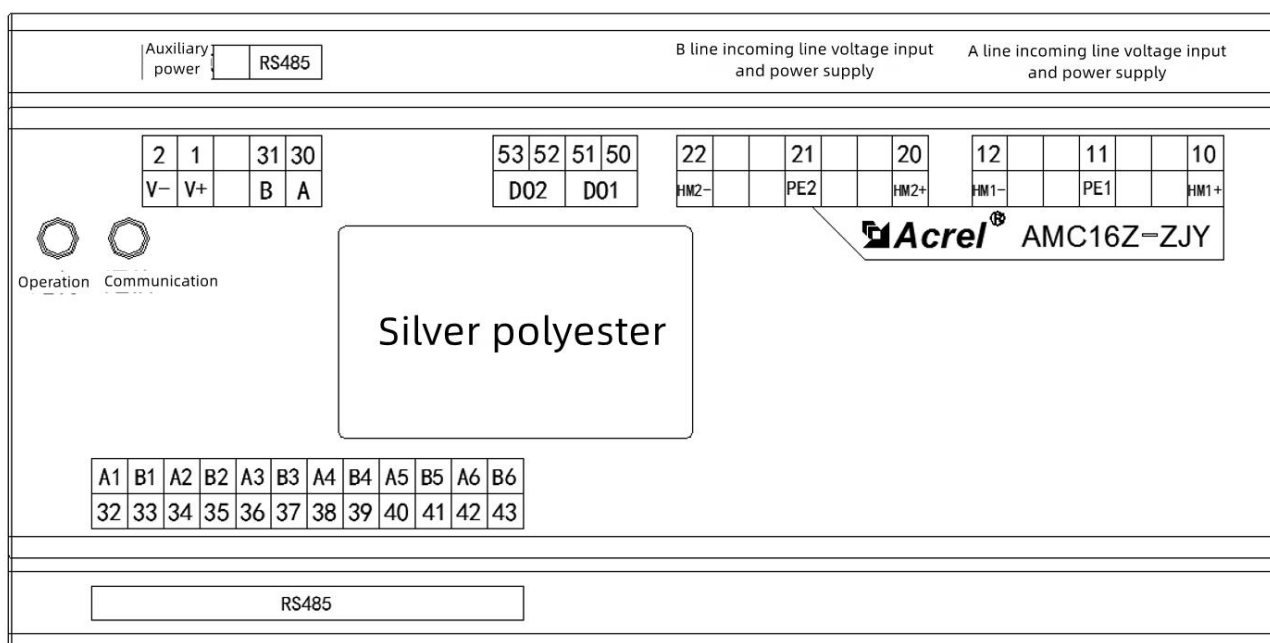 Auxiliary power RS485
B line incoming line voltage input and power supply
A line incoming line voltage input and power supply
2 1 31 30 53 52 51 50 22 21 20 12 11 10
V- V+ B A DO2 DO1 HM2- PE2 HM2+ HM1- PE1 HM1+
Acrel® AMC16Z-ZJY
Operation Communication
Silver polyester
A1 B1 A2 B2 A3 B3 A4 B4 A5 B5 A6 B6
32 33 34 35 36 37 38 39 40 41 42 43
RS485